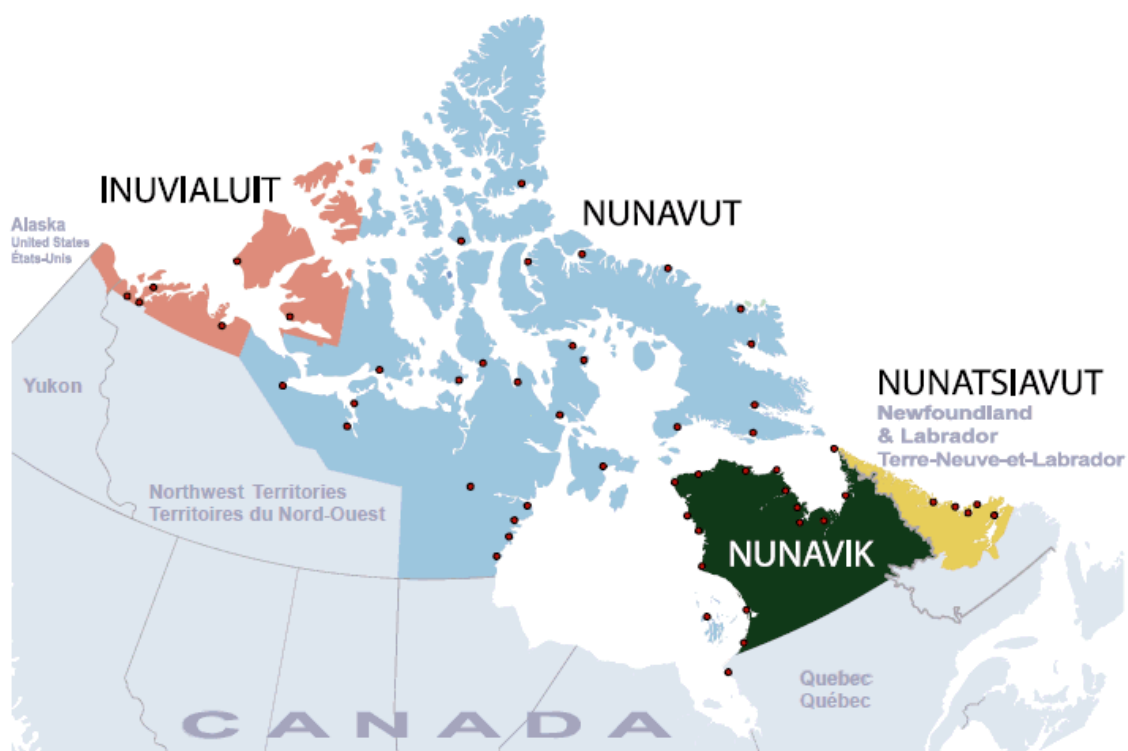 INUVIALUIT
NUNAVUT
Alaska
United States
États-Unis
NUNATSIAVUT
Newfoundland
& Labrador
Terre-Neuve-et-Labrador
Yukon
Northwest Territories
Territoires du Nord-Ouest
NUNAVIK
Quebec
Québec
CANADA